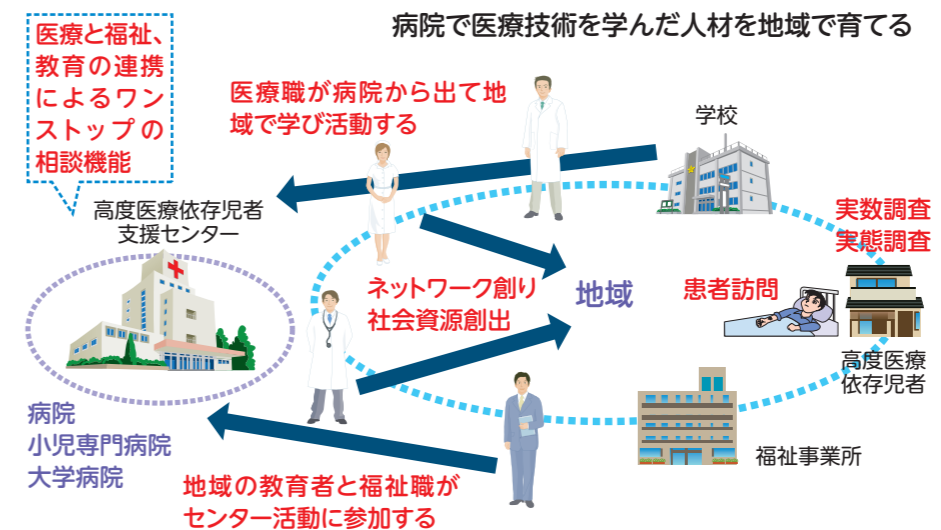 病院で医療技術を学んだ人材を地域で育てる
医療と福祉、
教育の連携
によるワン
ストップの
相談機能
医療職が病院から出て地
域で学び活動する
学校
高度医療依存児者
支援センター
実数調査
実態調査
ネットワーク創り
社会資源創出
地域
患者訪問
高度医療
依存児者
病院
小児専門病院
大学病院
福祉事業所
地域の教育者と福祉職が
センター活動に参加する